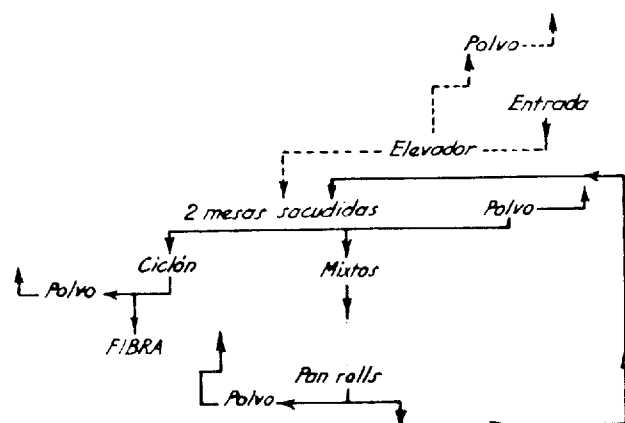 Polvo
Entrada
Elevador
2 mesas sacudidas
Polvo
Ciclón
Mixtos
Polvo
FIBRA
Pan rolls
Polvo